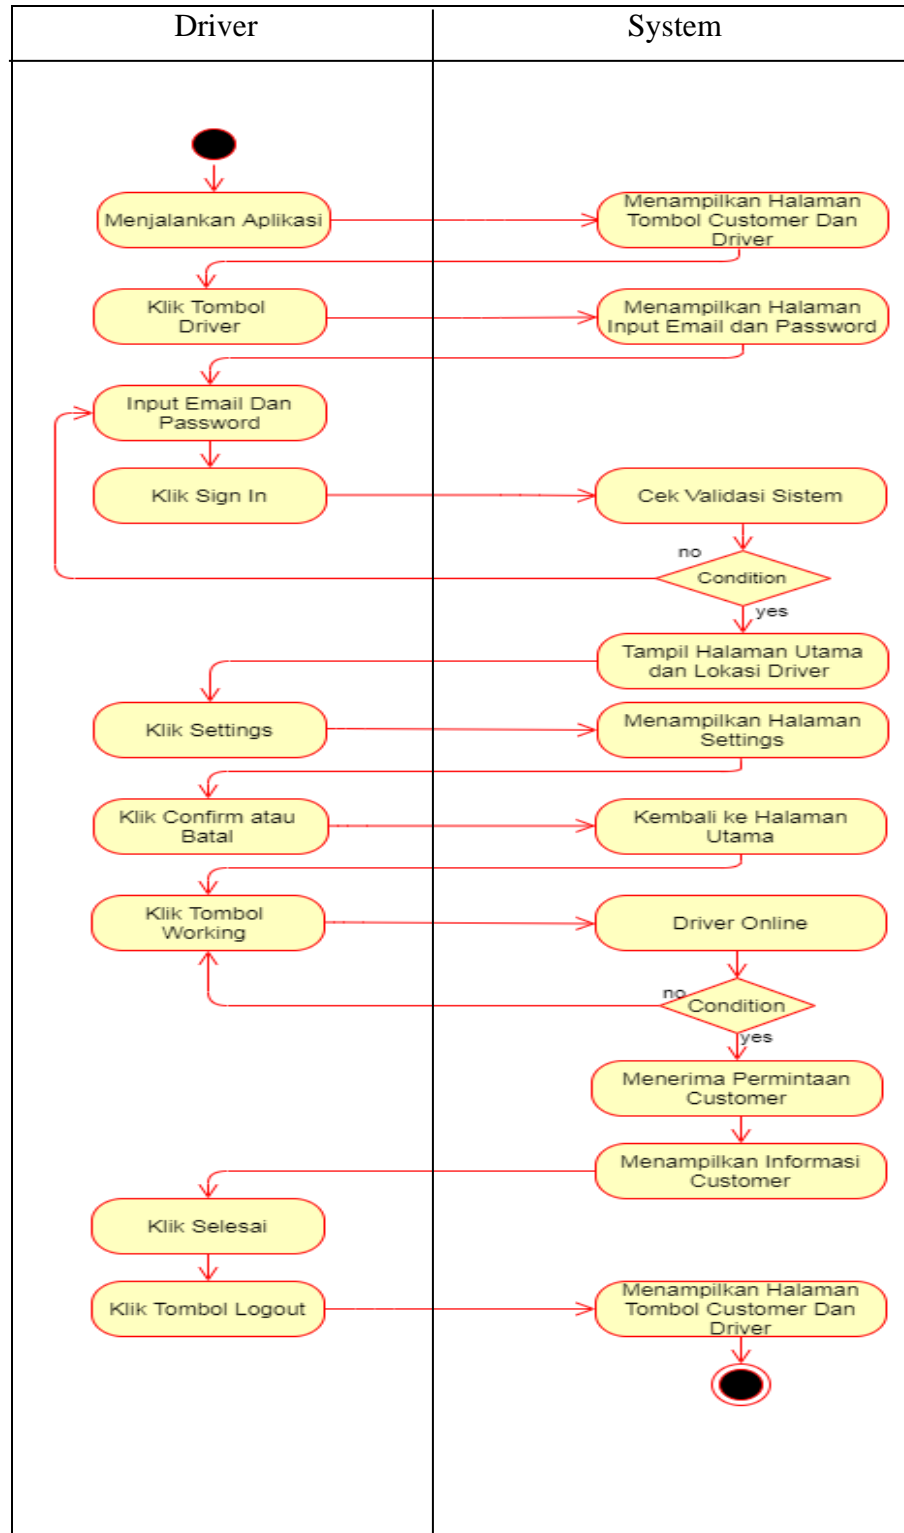 Driver
System
Menjalankan Aplikasi
Menampilkan Halaman
Tombol Customer Dan
Driver
Klik Tombol
Driver
Menampilkan Halaman
Input Email dan Password
Input Email Dan
Password
Klik Sign In
Cek Validasi Sistem
no
Condition
yes
Tampil Halaman Utama
dan Lokasi Driver
Klik Settings
Menampilkan Halaman
Settings
Klik Confirm atau
Batal
Kembali ke Halaman
Utama
Klik Tombol
Working
Driver Online
no
Condition
yes
Menerima Permintaan
Customer
Menampilkan Informasi
Customer
Klik Selesai
Klik Tombol Logout
Menampilkan Halaman
Tombol Customer Dan
Driver